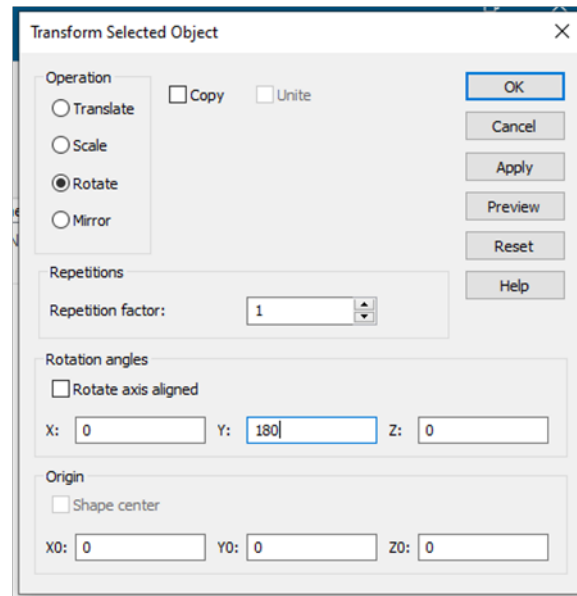 Transform Selected Object
Operation
Translate
Scale
Rotate
Mirror
Copy
Unite
OK
Cancel
Apply
Preview
Reset
Help
Repetitions
Repetition factor: 1
Rotation angles
Rotate axis aligned
X: 0 Y: 180 Z: 0
Origin
Shape center
X0: 0 Y0: 0 Z0: 0